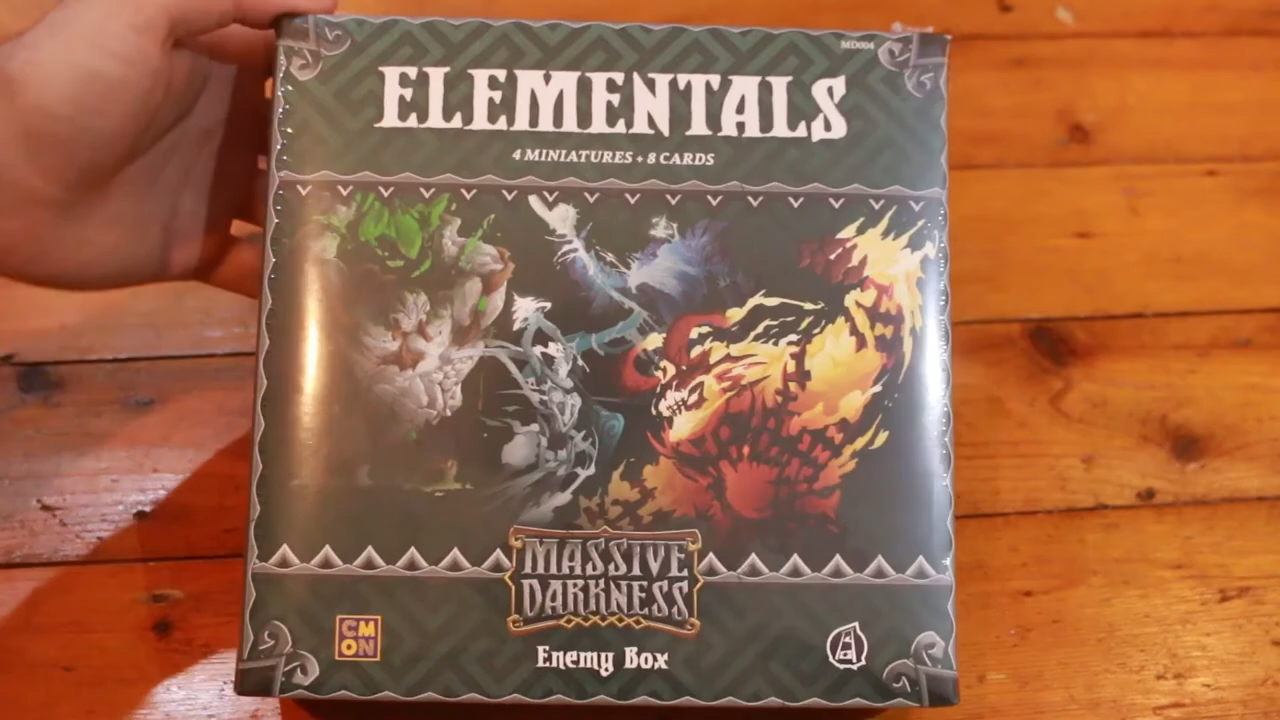 MD004
ELEMENTALS
4 MINIATURES + 8 CARDS
MASSIVE
DARKNESS
CM
ON
Enemy Box